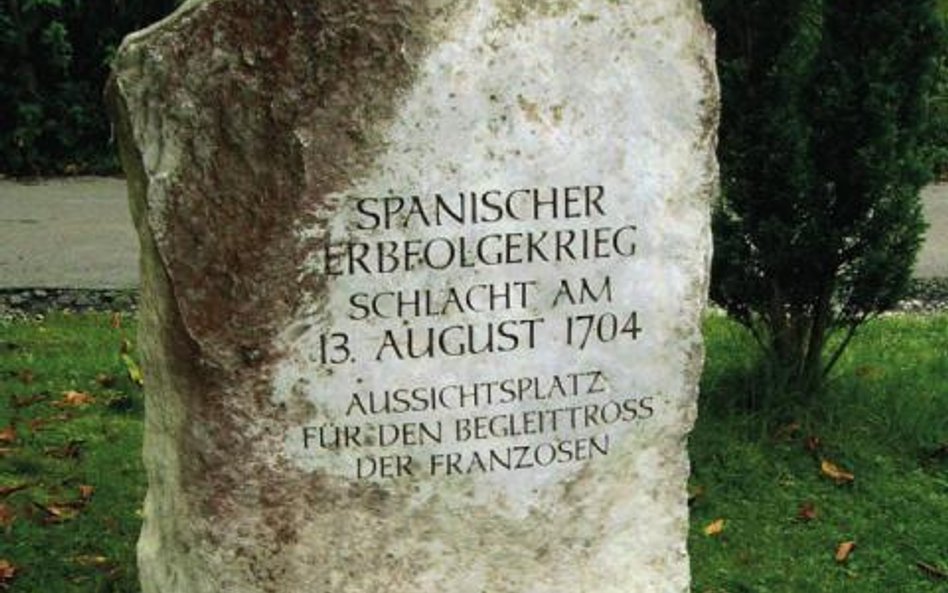 SPANISCHER
ERBFOLGEKRIEG
SCHLACHT AM
13. AUGUST 1704
AUSSICHTSPLATZ
FÜR DEN BEGLEITTROSS
DER FRANZOSEN